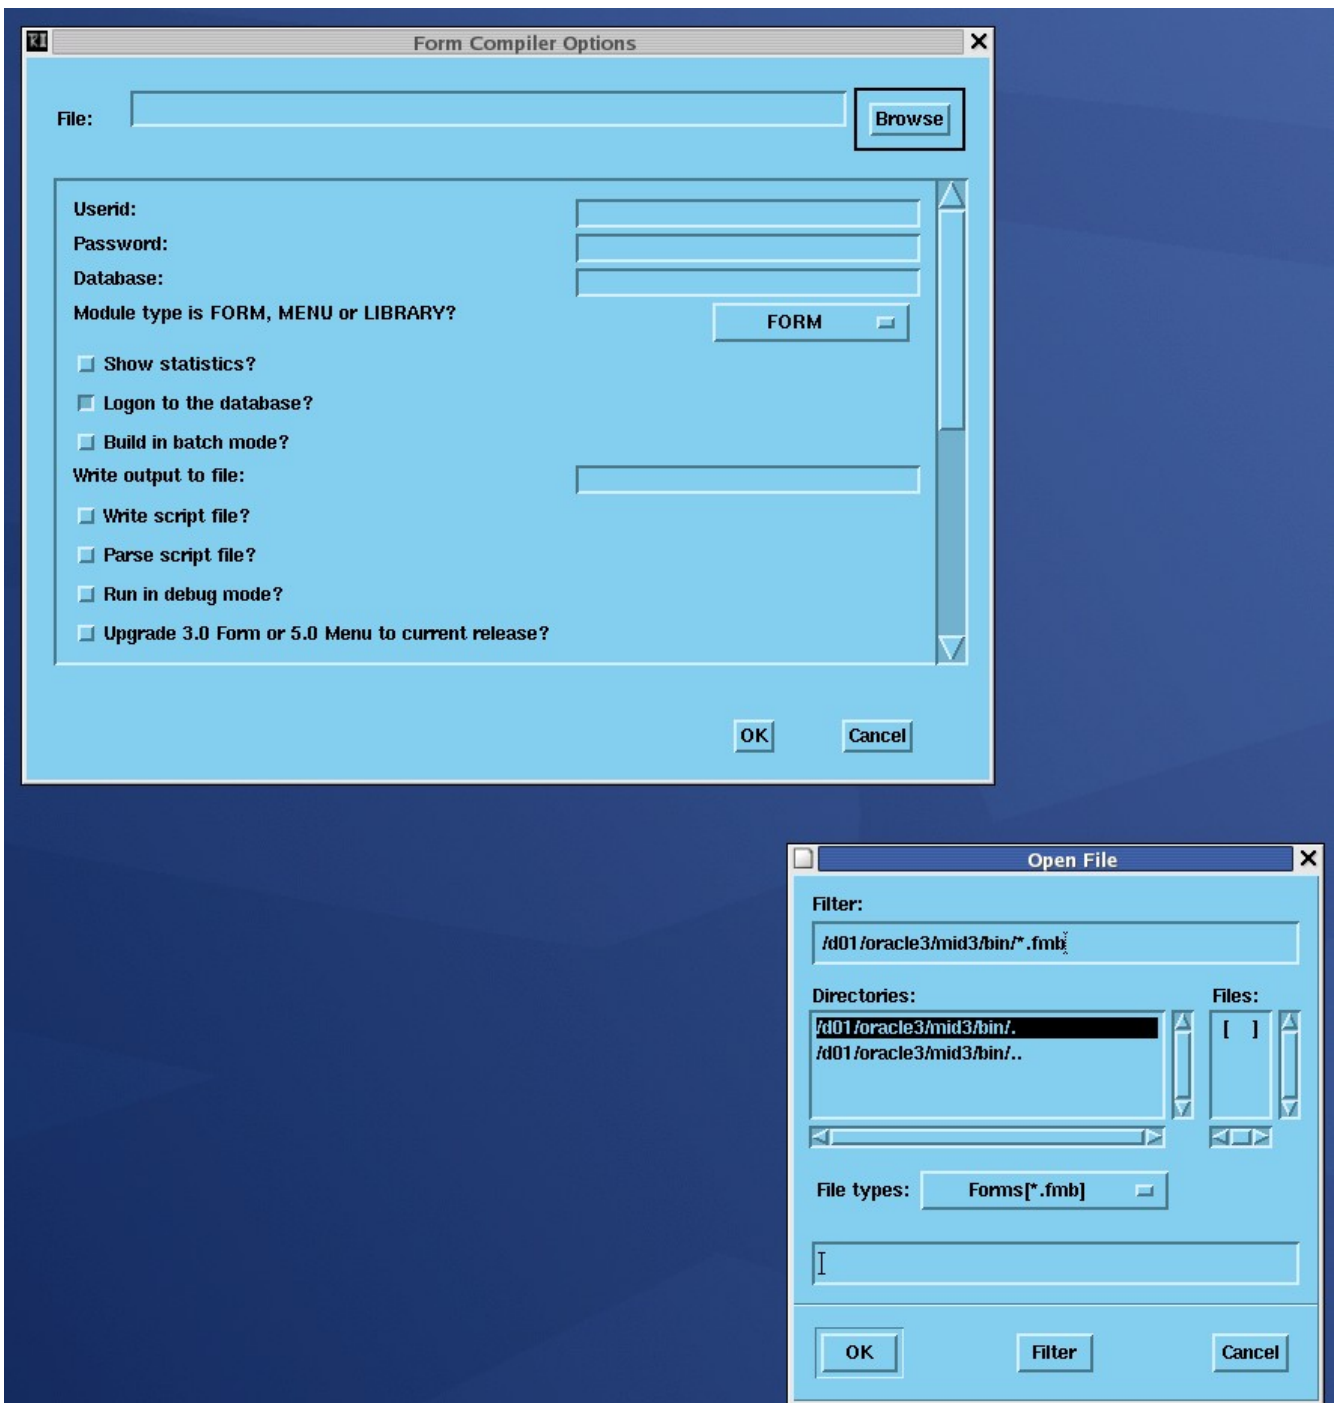 Form Compiler Options
File:
Browse
Userid:
Password:
Database:
Module type is FORM, MENU or LIBRARY?
FORM
Show statistics?
Logon to the database?
Build in batch mode?
Write output to file:
Write script file?
Parse script file?
Run in debug mode?
Upgrade 3.0 Form or 5.0 Menu to current release?
OK
Cancel
Open File
Filter:
/d01/oracle3/mid3/bin/*.fmb
Directories:
Files:
/d01/oracle3/mid3/bin/.
[ ]
/d01/oracle3/mid3/bin/..
File types:
Forms[*.fmb]
OK
Filter
Cancel